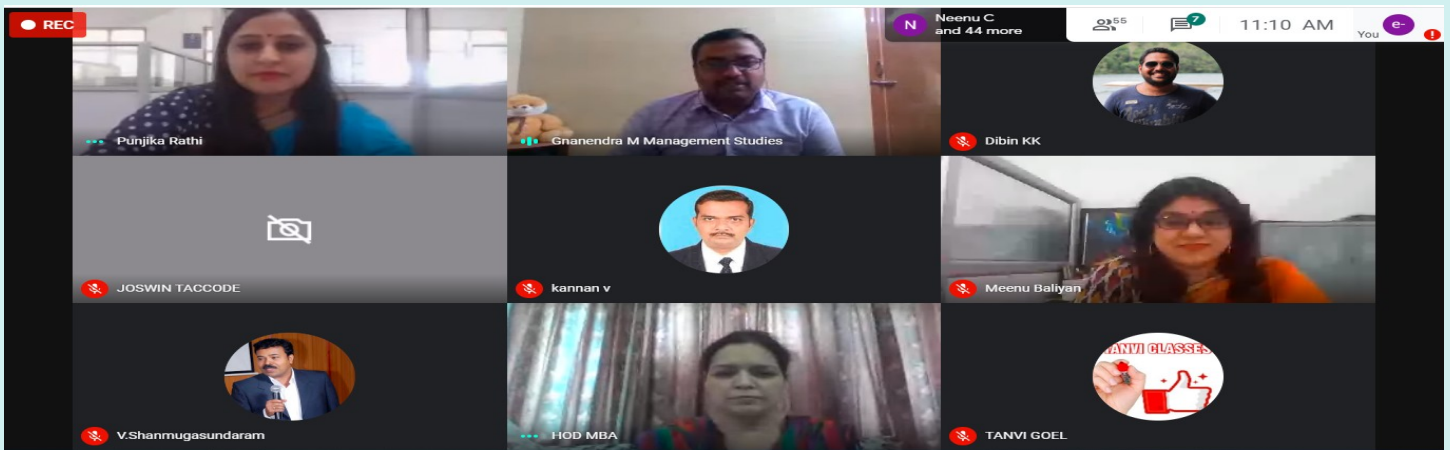 REC
N
Neenu C
and 44 more
55
7
11:10 AM
You
e-
Punjika Rathi
Gnanendra M Management Studies
Dibin KK
JOSWIN TACCODE
kannan v
Meenu Baliyan
V.Shanmugasundaram
HOD MBA
TANVI CLASSES
TANVI GOEL